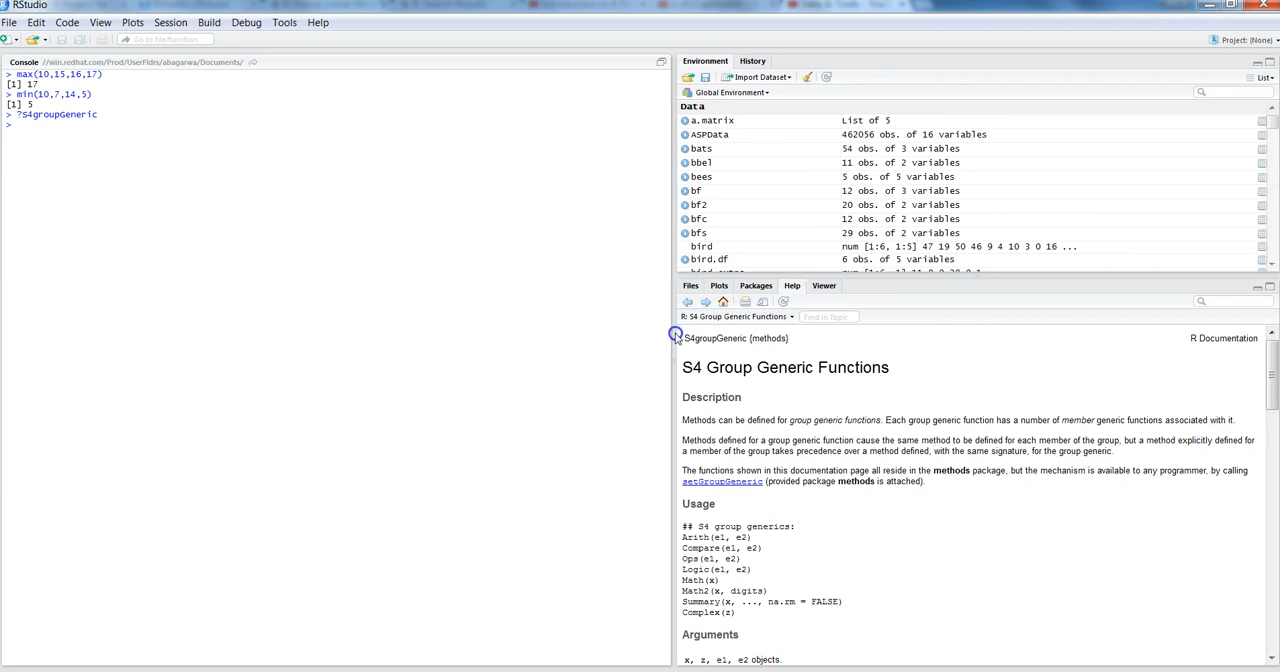 RStudio
File Edit Code View Plots Session Build Debug Tools Help
Go to file/function
Project: (None)
Console //win.redhat.com/Prod/UserFldrs/abagarwa/Documents/
> max(10,15,16,17)
[1] 17
> min(10,7,14,5)
[1] 5
> ?S4groupGeneric
>
Environment History
Import Dataset
List
Global Environment
Data
a.matrix List of 5
ASPData 462056 obs. of 16 variables
bats 54 obs. of 3 variables
bbel 11 obs. of 2 variables
bees 5 obs. of 5 variables
bf 12 obs. of 3 variables
bf2 20 obs. of 2 variables
bfc 12 obs. of 2 variables
bfs 29 obs. of 2 variables
bird num [1:6, 1:5] 47 19 50 46 9 4 10 3 0 16 ...
bird.df 6 obs. of 5 variables
Files Plots Packages Help Viewer
R: S4 Group Generic Functions Find in Topic
S4groupGeneric {methods} R Documentation
S4 Group Generic Functions
Description
Methods can be defined for group generic functions. Each group generic function has a number of member generic functions associated with it.
Methods defined for a group generic function cause the same method to be defined for each member of the group, but a method explicitly defined for
a member of the group takes precedence over a method defined, with the same signature, for the group generic.
The functions shown in this documentation page all reside in the methods package, but the mechanism is available to any programmer, by calling
setGroupGeneric (provided package methods is attached).
Usage
## S4 group generics:
Arith(e1, e2)
Compare(e1, e2)
Ops(e1, e2)
Logic(e1, e2)
Math(x)
Math2(x, digits)
Summary(x, ..., na.rm = FALSE)
Complex(z)
Arguments
x, z, e1, e2 objects.